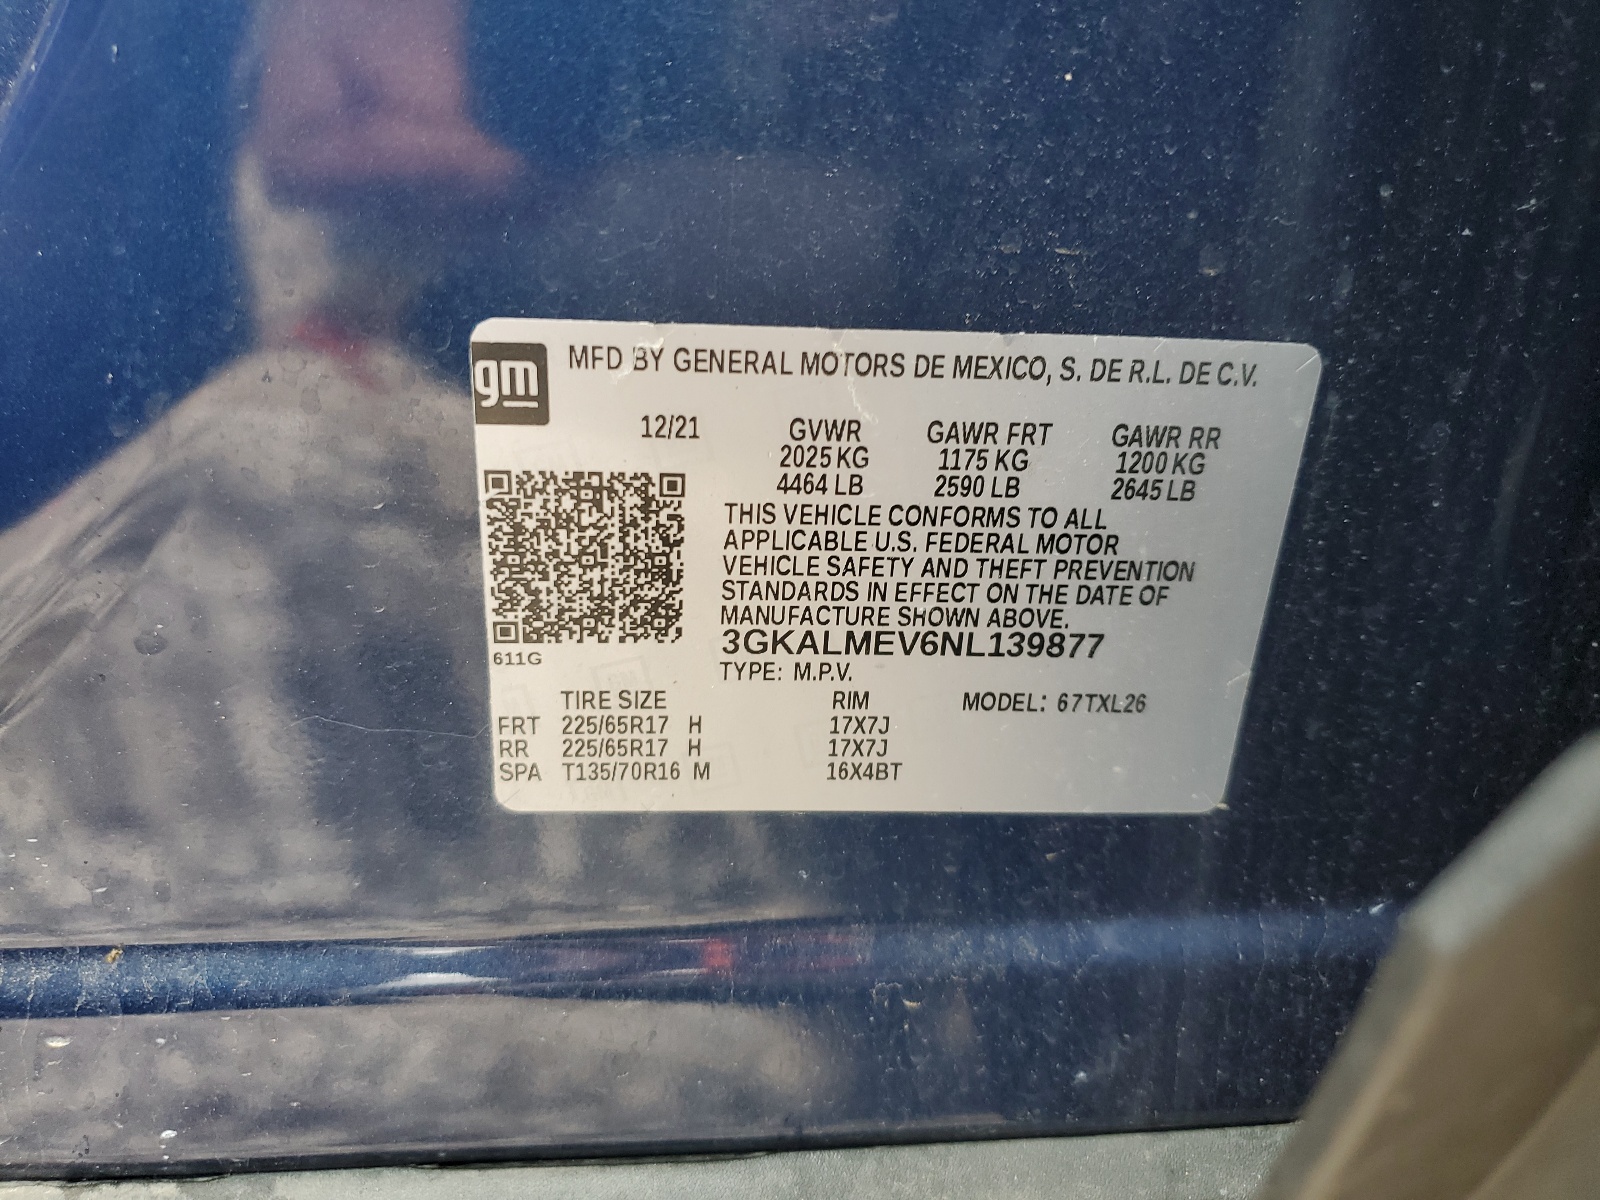 gm
MFD BY GENERAL MOTORS DE MEXICO, S. DE R.L. DE C.V.
12/21 GVWR GAWR FRT GAWR RR
2025 KG 1175 KG 1200 KG
4464 LB 2590 LB 2645 LB
THIS VEHICLE CONFORMS TO ALL
APPLICABLE U.S. FEDERAL MOTOR
VEHICLE SAFETY AND THEFT PREVENTION
STANDARDS IN EFFECT ON THE DATE OF
MANUFACTURE SHOWN ABOVE.
3GKALMEV6NL139877
611G
TYPE: M.P.V.
TIRE SIZE RIM MODEL: 67TXL26
FRT 225/65R17 H 17X7J
RR 225/65R17 H 17X7J
SPA T135/70R16 M 16X4BT